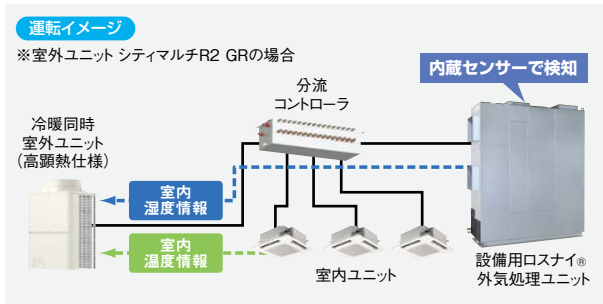 運転イメージ
※室外ユニット シティマルチR2 GRの場合
内蔵センサーで検知
分流
コントローラ
冷暖同時
室外ユニット
(高顕熱仕様)
室内
湿度情報
室内
温度情報
室内ユニット
設備用ロスナイ®
外気処理ユニット